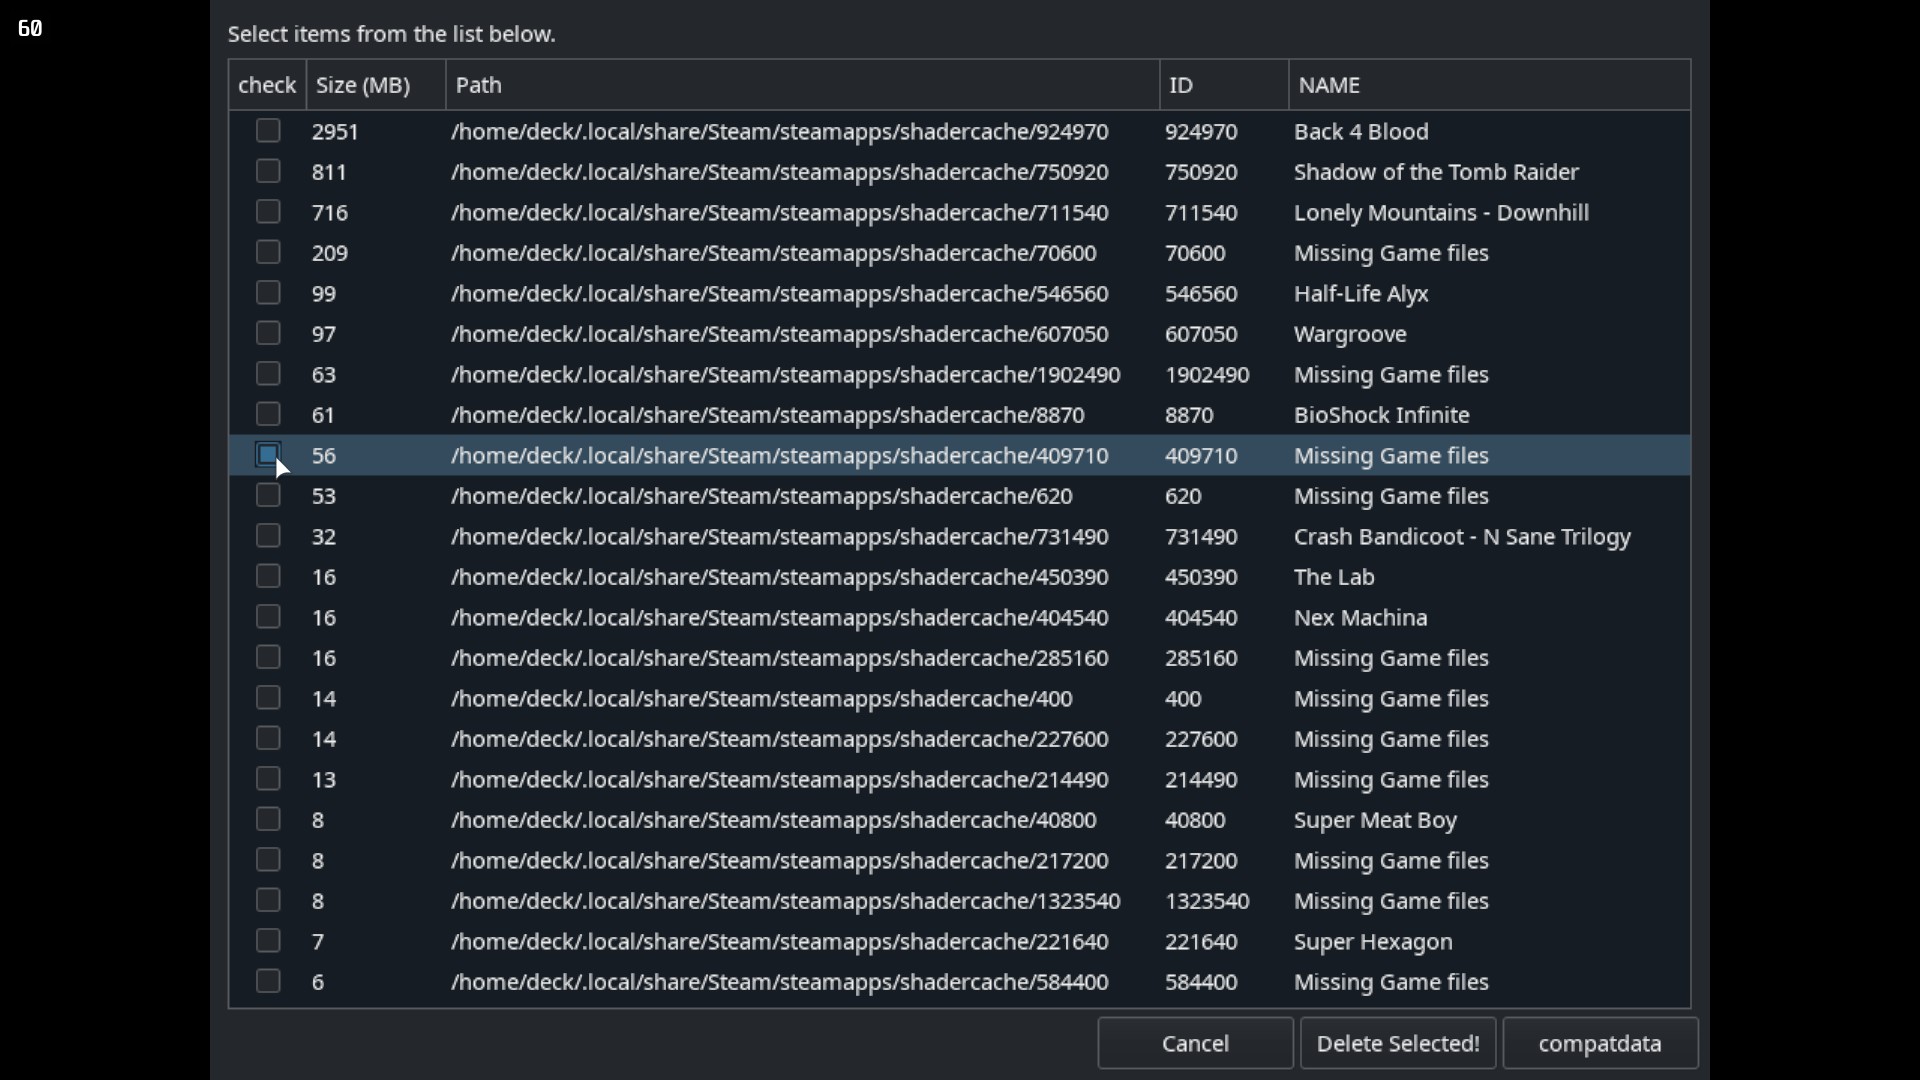 60
Select items from the list below.
check Size (MB) Path ID NAME
2951 /home/deck/.local/share/Steam/steamapps/shadercache/924970 924970 Back 4 Blood
811 /home/deck/.local/share/Steam/steamapps/shadercache/750920 750920 Shadow of the Tomb Raider
716 /home/deck/.local/share/Steam/steamapps/shadercache/711540 711540 Lonely Mountains - Downhill
209 /home/deck/.local/share/Steam/steamapps/shadercache/70600 70600 Missing Game files
99 /home/deck/.local/share/Steam/steamapps/shadercache/546560 546560 Half-Life Alyx
97 /home/deck/.local/share/Steam/steamapps/shadercache/607050 607050 Wargroove
63 /home/deck/.local/share/Steam/steamapps/shadercache/1902490 1902490 Missing Game files
61 /home/deck/.local/share/Steam/steamapps/shadercache/8870 8870 BioShock Infinite
56 /home/deck/.local/share/Steam/steamapps/shadercache/409710 409710 Missing Game files
53 /home/deck/.local/share/Steam/steamapps/shadercache/620 620 Missing Game files
32 /home/deck/.local/share/Steam/steamapps/shadercache/731490 731490 Crash Bandicoot - N Sane Trilogy
16 /home/deck/.local/share/Steam/steamapps/shadercache/450390 450390 The Lab
16 /home/deck/.local/share/Steam/steamapps/shadercache/404540 404540 Nex Machina
16 /home/deck/.local/share/Steam/steamapps/shadercache/285160 285160 Missing Game files
14 /home/deck/.local/share/Steam/steamapps/shadercache/400 400 Missing Game files
14 /home/deck/.local/share/Steam/steamapps/shadercache/227600 227600 Missing Game files
13 /home/deck/.local/share/Steam/steamapps/shadercache/214490 214490 Missing Game files
8 /home/deck/.local/share/Steam/steamapps/shadercache/40800 40800 Super Meat Boy
8 /home/deck/.local/share/Steam/steamapps/shadercache/217200 217200 Missing Game files
8 /home/deck/.local/share/Steam/steamapps/shadercache/1323540 1323540 Missing Game files
7 /home/deck/.local/share/Steam/steamapps/shadercache/221640 221640 Super Hexagon
6 /home/deck/.local/share/Steam/steamapps/shadercache/584400 584400 Missing Game files
Cancel Delete Selected! compatdata